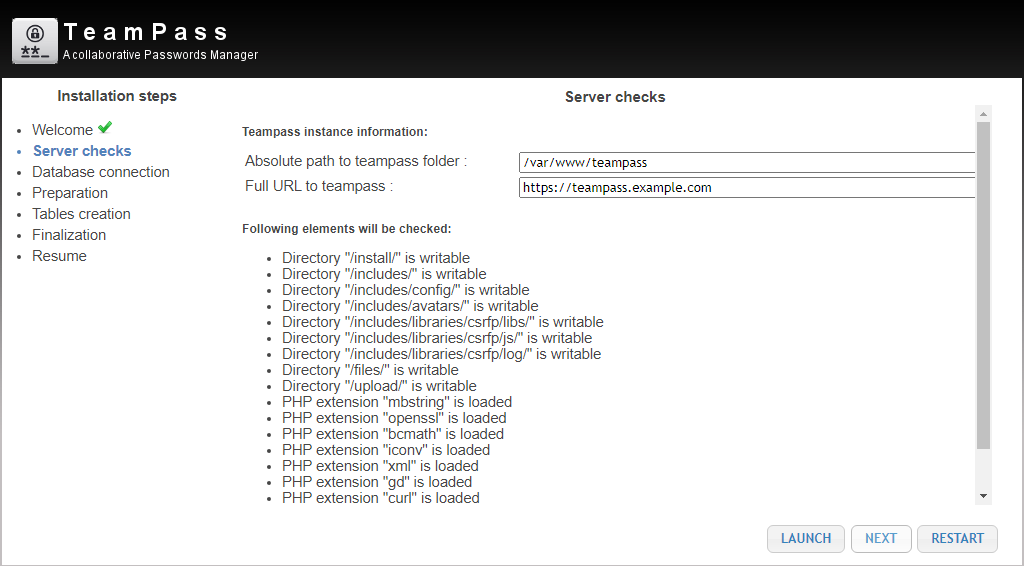 TeamPass
A collaborative Passwords Manager
Installation steps
Welcome
Server checks
Database connection
Preparation
Tables creation
Finalization
Resume
Server checks
Teampass instance information:
Absolute path to teampass folder : /var/www/teampass
Full URL to teampass : https://teampass.example.com
Following elements will be checked:
Directory "/install/" is writable
Directory "/includes/" is writable
Directory "/includes/config/" is writable
Directory "/includes/avatars/" is writable
Directory "/includes/libraries/csrfp/libs/" is writable
Directory "/includes/libraries/csrfp/js/" is writable
Directory "/includes/libraries/csrfp/log/" is writable
Directory "/files/" is writable
Directory "/upload/" is writable
PHP extension "mbstring" is loaded
PHP extension "openssl" is loaded
PHP extension "bcmath" is loaded
PHP extension "iconv" is loaded
PHP extension "xml" is loaded
PHP extension "gd" is loaded
PHP extension "curl" is loaded
LAUNCH NEXT RESTART